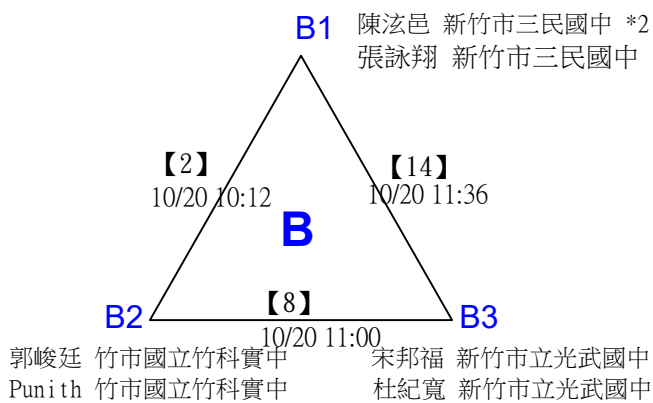 B1
陳泫邑 新竹市三民國中 *2
張詠翔 新竹市三民國中
【2】
10/20 10:12
【14】
10/20 11:36
B
【8】
10/20 11:00
B2
B3
郭峻廷 竹市國立竹科實中
Punith 竹市國立竹科實中
宋邦福 新竹市立光武國中
杜紀寬 新竹市立光武國中